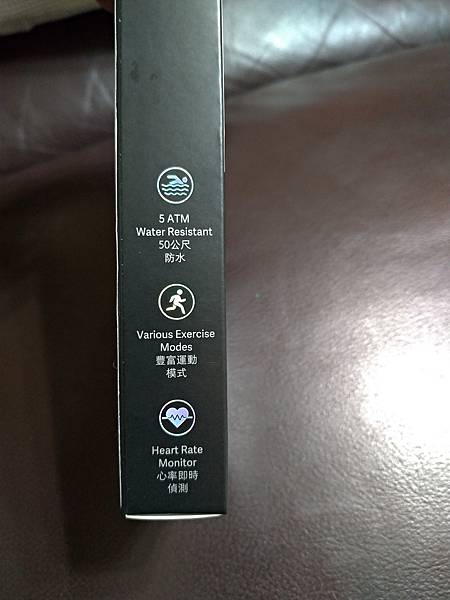 5 ATM
Water Resistant
50公尺
防水
Various Exercise
Modes
豐富運動
模式
Heart Rate
Monitor
心率即時
偵測